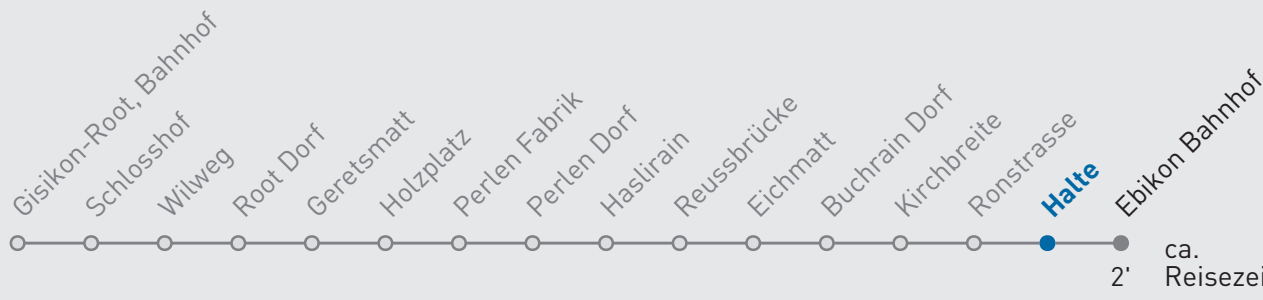 Gisikon-Root, Bahnhof
Schlosshof
Wilweg
Root Dorf
Geretsmatt
Holzplatz
Perlen Fabrik
Perlen Dorf
Haslirain
Reussbrücke
Eichmatt
Buchrain Dorf
Kirchbreite
Ronstrasse
Halte
Ebikon Bahnhof
ca.
2' Reisezei